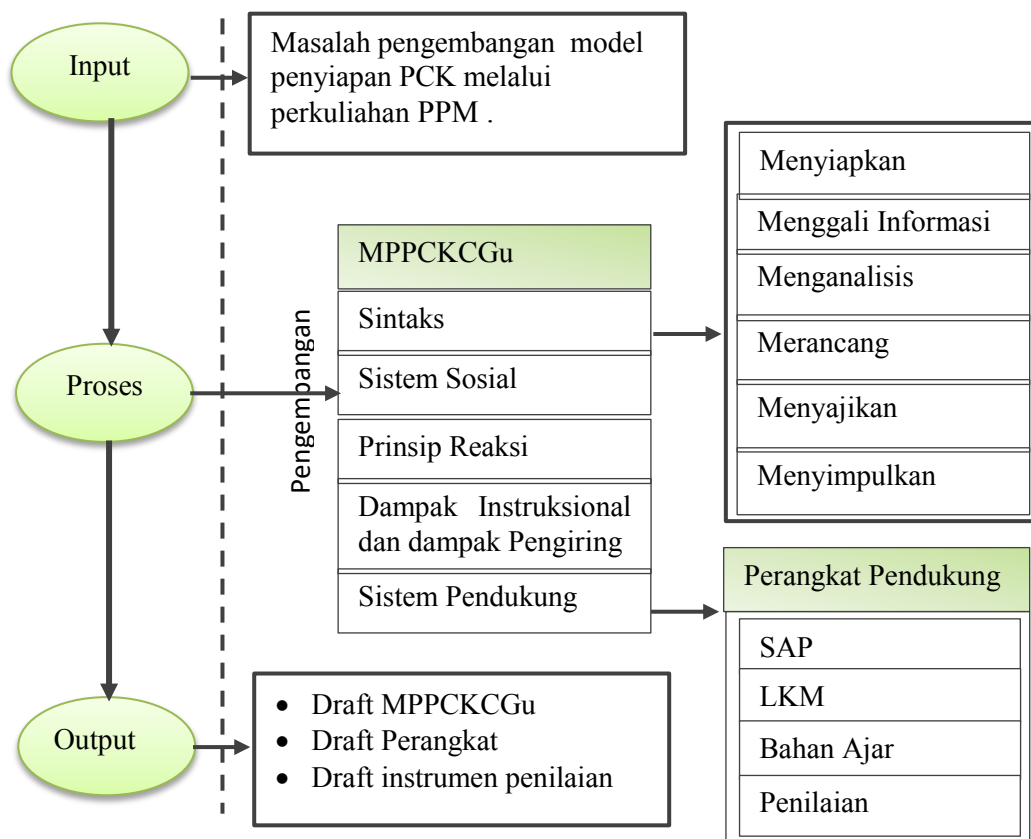 Input
Masalah pengembangan model
penyiapan PCK melalui
perkuliahan PPM .
Proses
Pengembangan
MPPCKCGu
Sintaks
Sistem Sosial
Prinsip Reaksi
Dampak Instruksional
dan dampak Pengiring
Sistem Pendukung
Menyiapkan
Menggali Informasi
Menganalisis
Merancang
Menyajikan
Menyimpulkan
Perangkat Pendukung
SAP
LKM
Bahan Ajar
Penilaian
Output
• Draft MPPCKCGu
• Draft Perangkat
• Draft instrumen penilaian